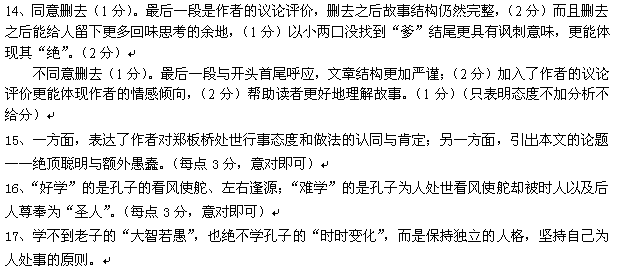 14、同意删去（1 分）。最后一段是作者的议论评价，删去之后故事结构仍然完整，（2 分）而且删去
之后能给人留下更多回味思考的余地，（1 分）以小两口没找到“爹”结尾更具有讽刺意味，更能体
现其“绝”。（2 分）
不同意删去（1 分）。最后一段与开头首尾呼应，文章结构更加严谨；（2 分）加入了作者的议论
评价更能体现作者的情感倾向，（2 分）帮助读者更好地理解故事。（1 分）（只表明态度不加分析不
给分）
15、一方面，表达了作者对郑板桥处世行事态度和做法的认同与肯定；另一方面，引出本文的论题
——绝顶聪明与额外愚蠢。（每点 3 分，意对即可）
16、“好学”的是孔子的看风使舵、左右逢源；“难学”的是孔子为人处世看风使舵却被时人以及后
人尊奉为“圣人”。（每点 3 分，意对即可）
17、学不到老子的“大智若愚”，也绝不学孔子的“时时变化”，而是保持独立的人格，坚持自己为
人处事的原则。